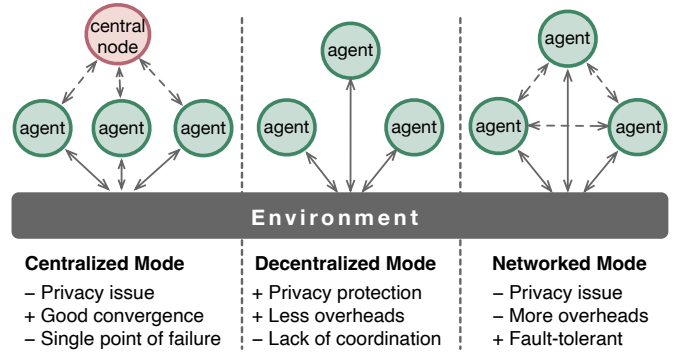 central
node
agent
agent
agent
agent
agent
agent
agent
agent
agent
Environment
Centralized Mode
− Privacy issue
+ Good convergence
− Single point of failure
Decentralized Mode
+ Privacy protection
+ Less overheads
− Lack of coordination
Networked Mode
− Privacy issue
− More overheads
+ Fault-tolerant